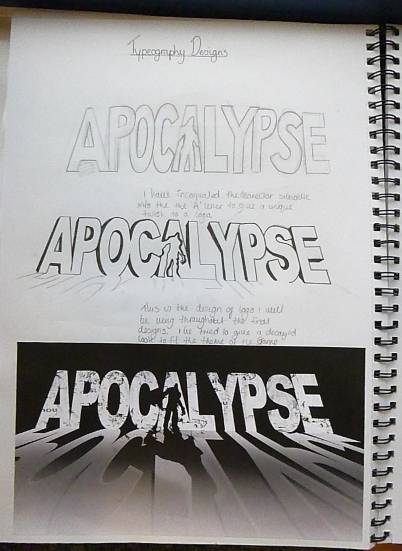 Typeography Designs
APOCALYPSE
I have incorporated the character silhouette
into the the 'A' letter to give a unique
twist to a logo
APOCALYPSE
This is the design of logo I will
be using throughout the final
designs. I've tried to give a decayed
look to fit the theme of the game
APOCALYPSE